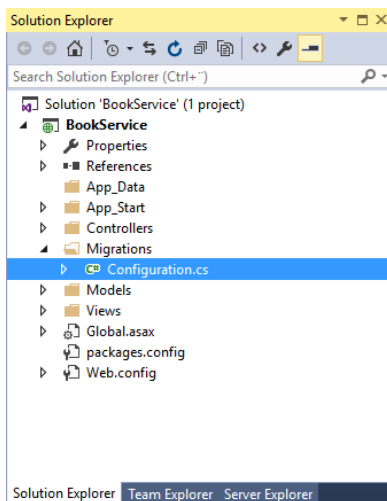 Solution Explorer
Search Solution Explorer (Ctrl+¨)
Solution 'BookService' (1 project)
BookService
Properties
References
App_Data
App_Start
Controllers
Migrations
Configuration.cs
Models
Views
Global.asax
packages.config
Web.config
Solution Explorer Team Explorer Server Explorer